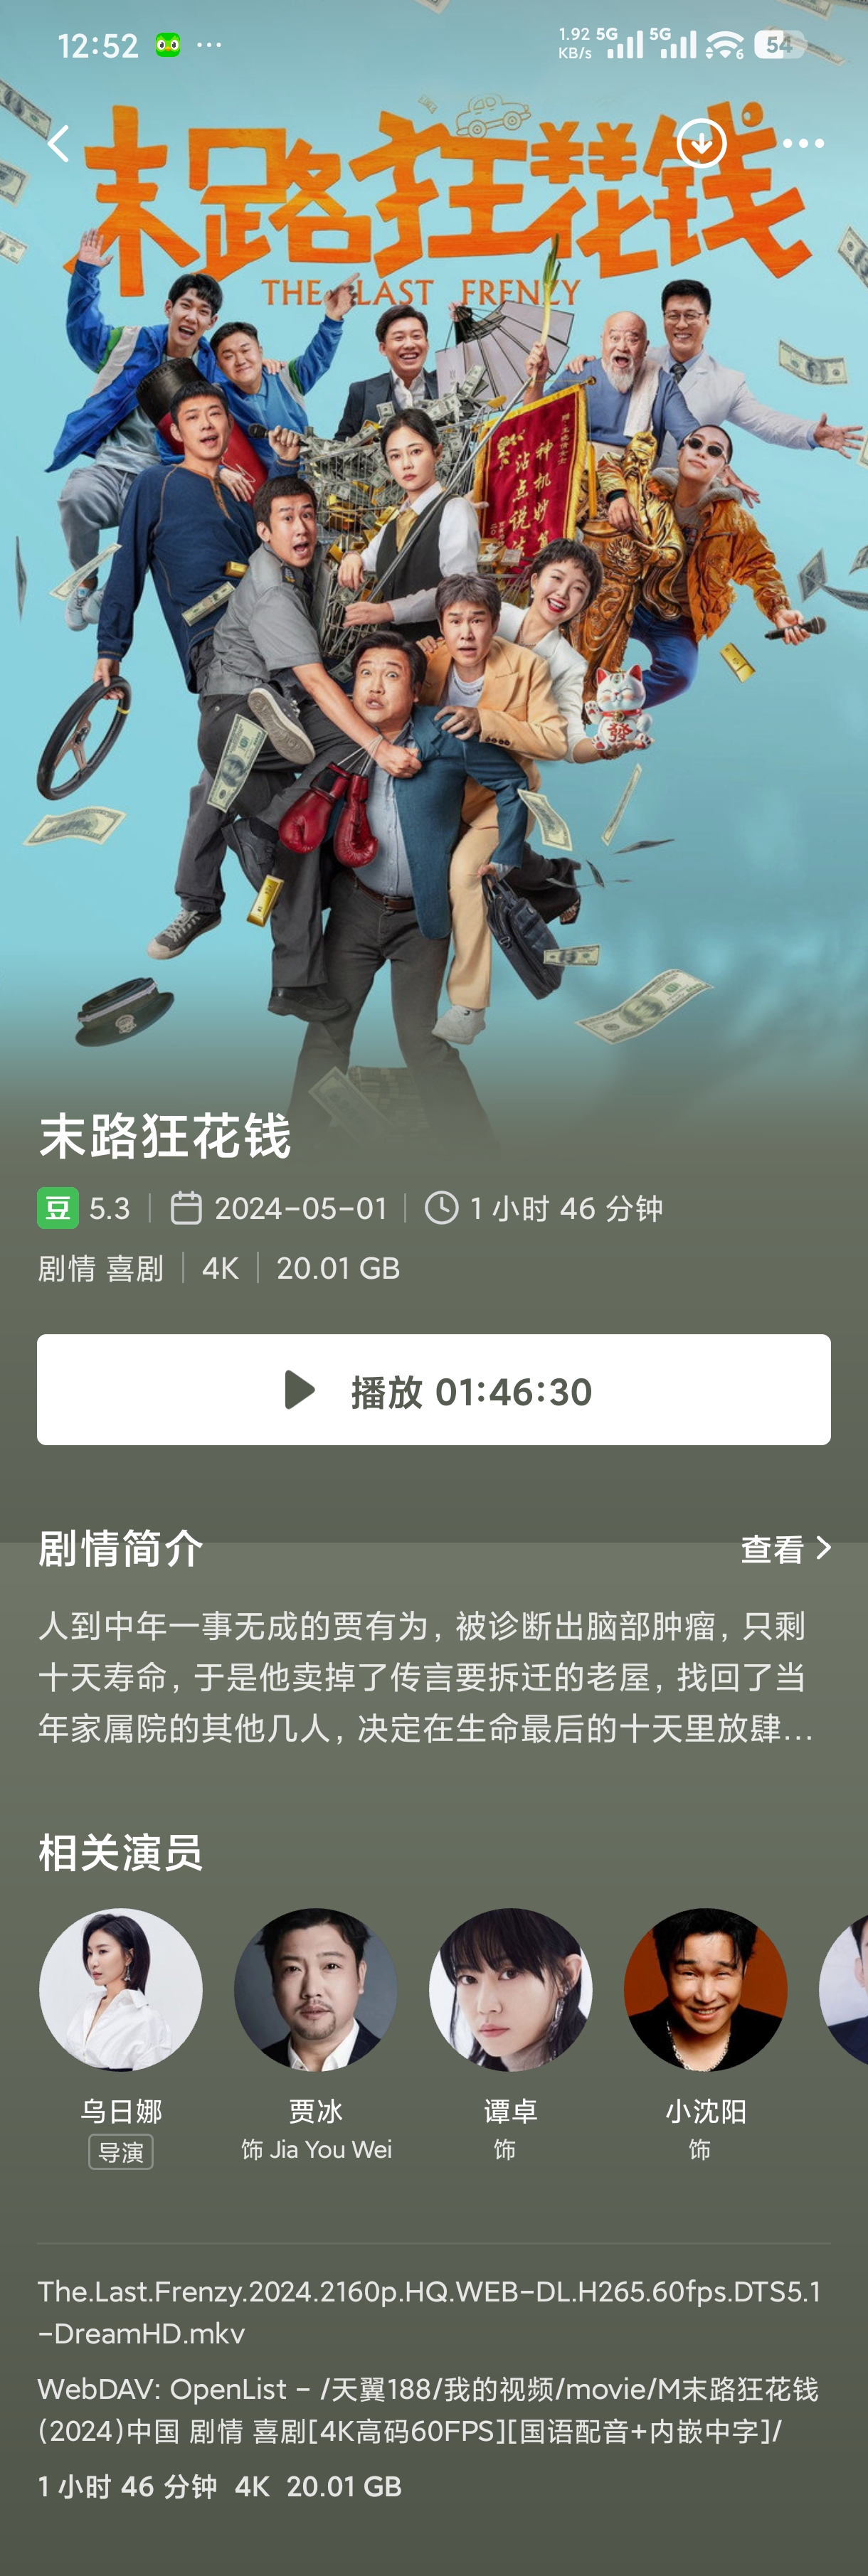 12:52 ··· 1.92 KB/s 5G 5G 6 54
末路狂花钱
THE LAST FRENZY
神机妙算
沾点说法
發
末路狂花钱
豆 5.3 | 2024-05-01 | 1 小时 46 分钟
剧情 喜剧 | 4K | 20.01 GB
播放 01:46:30
剧情简介 查看
人到中年一事无成的贾有为，被诊断出脑部肿瘤，只剩
十天寿命，于是他卖掉了传言要拆迁的老屋，找回了当
年家属院的其他几人，决定在生命最后的十天里放肆…
相关演员
乌日娜 贾冰 谭卓 小沈阳
导演 饰 Jia You Wei 饰 饰
The.Last.Frenzy.2024.2160p.HQ.WEB-DL.H265.60fps.DTS5.1
-DreamHD.mkv
WebDAV: OpenList - /天翼188/我的视频/movie/M末路狂花钱
(2024)中国 剧情 喜剧[4K高码60FPS][国语配音+内嵌中字]/
1 小时 46 分钟 4K 20.01 GB